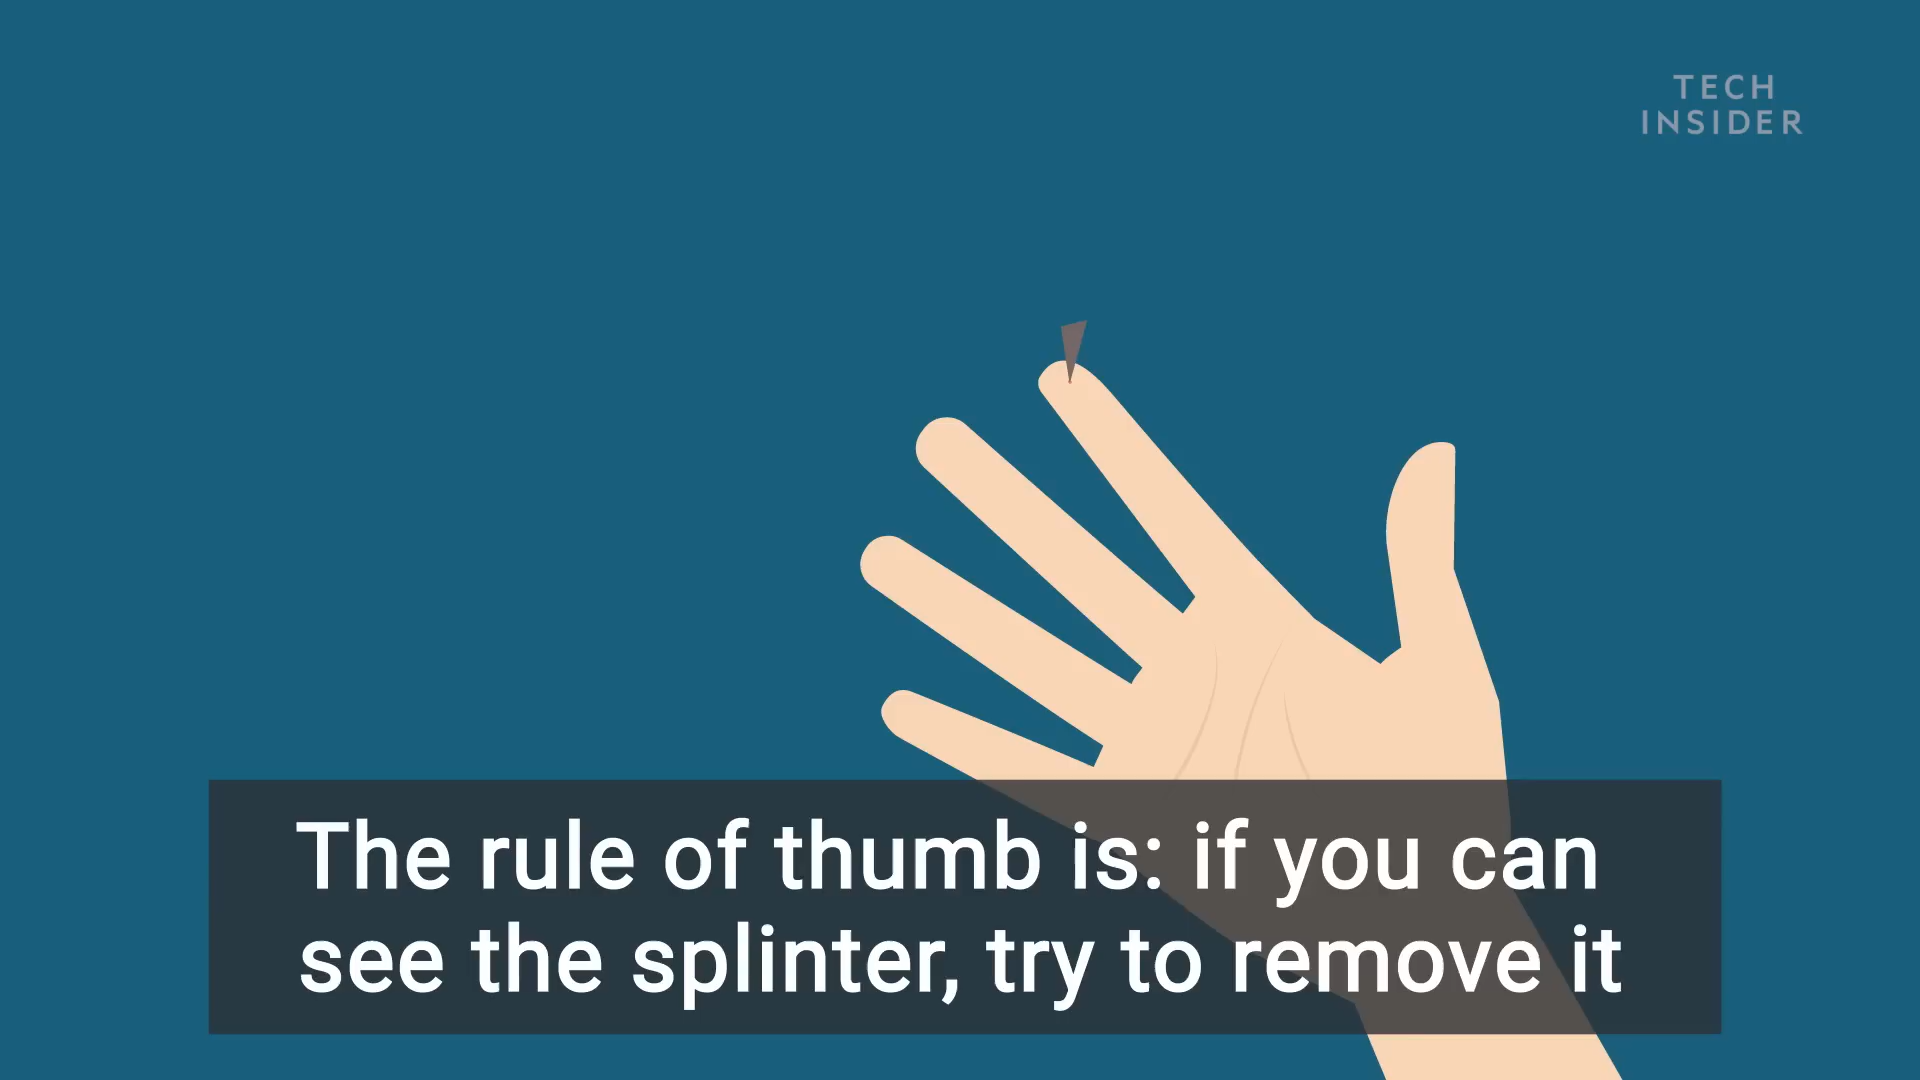 TECH
INSIDER
The rule of thumb is: if you can
see the splinter, try to remove it